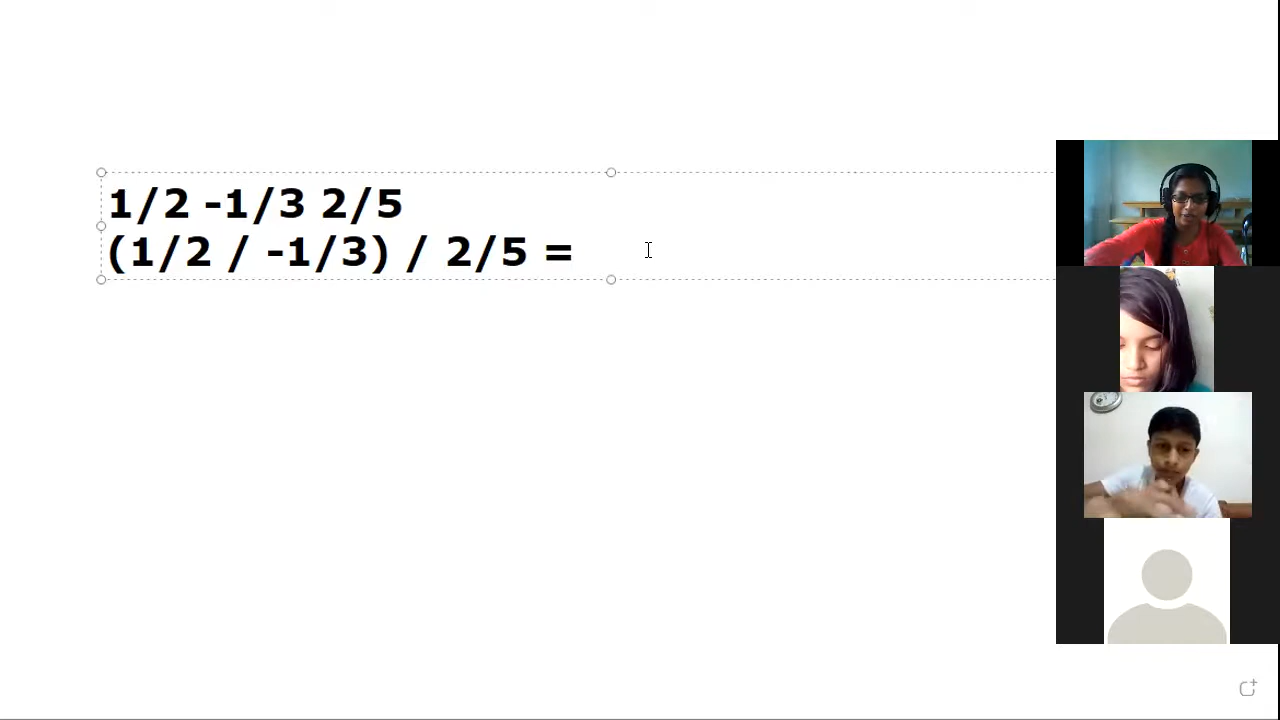 1/2 -1/3 2/5
(1/2 / -1/3) / 2/5 =